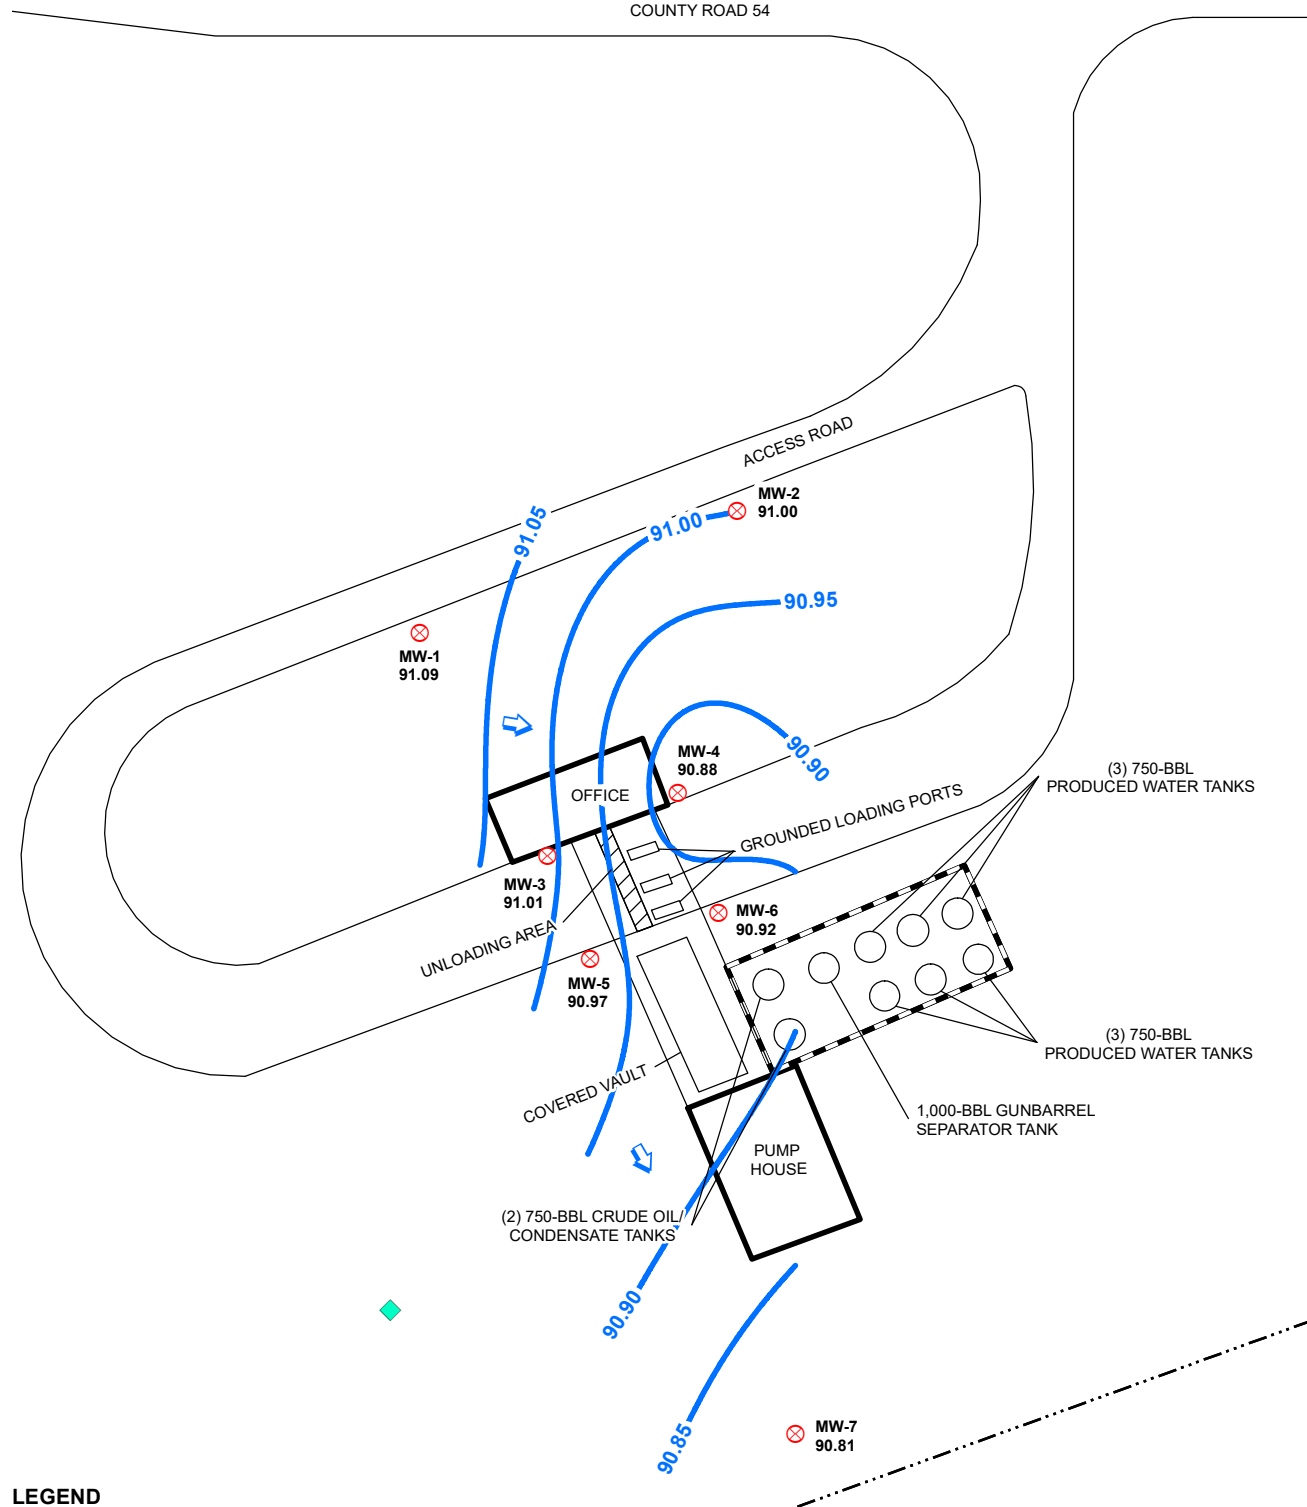 COUNTY ROAD 54
ACCESS ROAD
MW-2
91.00
91.05
91.00
90.95
MW-1
91.09
MW-4
90.88
90.90
(3) 750-BBL
PRODUCED WATER TANKS
OFFICE
GROUNDED LOADING PORTS
MW-3
91.01
MW-6
90.92
UNLOADING AREA
MW-5
90.97
(3) 750-BBL
PRODUCED WATER TANKS
COVERED VAULT
1,000-BBL GUNBARREL
SEPARATOR TANK
PUMP
HOUSE
(2) 750-BBL CRUDE OIL/
CONDENSATE TANKS
90.90
90.85
MW-7
90.81
LEGEND